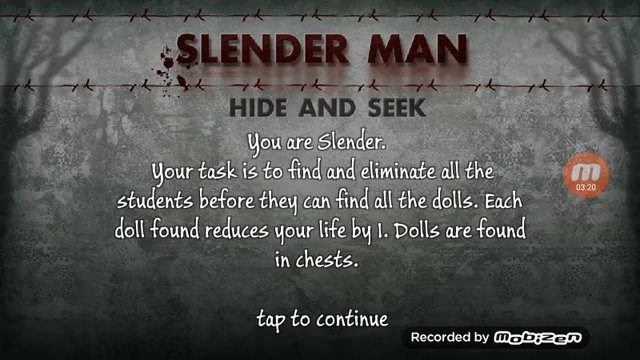 SLENDER MAN
HIDE AND SEEK
You are Slender.
Your task is to find and eliminate all the
students before they can find all the dolls. Each
doll found reduces your life by 1. Dolls are found
in chests.
tap to continue
m
03:20
Recorded by mobizen